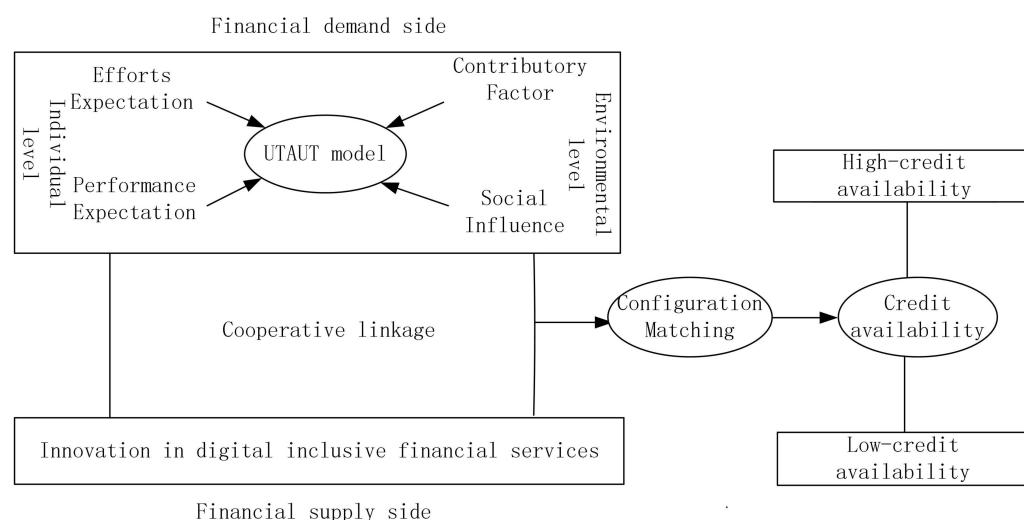 Financial demand side
Efforts
Expectation
Contributory
Factor
Individual
level
Environmental
level
UTAUT model
Performance
Expectation
Social
Influence
High-credit
availability
Cooperative linkage
Configuration
Matching
Credit
availability
Innovation in digital inclusive financial services
Low-credit
availability
Financial supply side